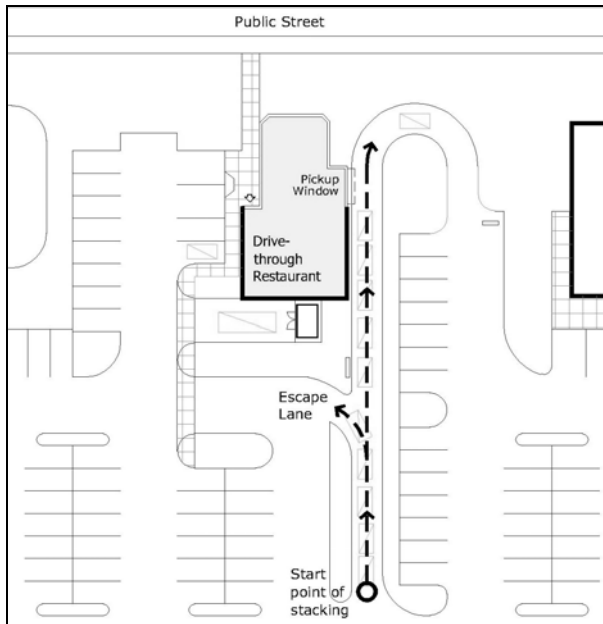 Public Street
Pickup
Window
Drive-
through
Restaurant
Escape
Lane
Start
point of
stacking